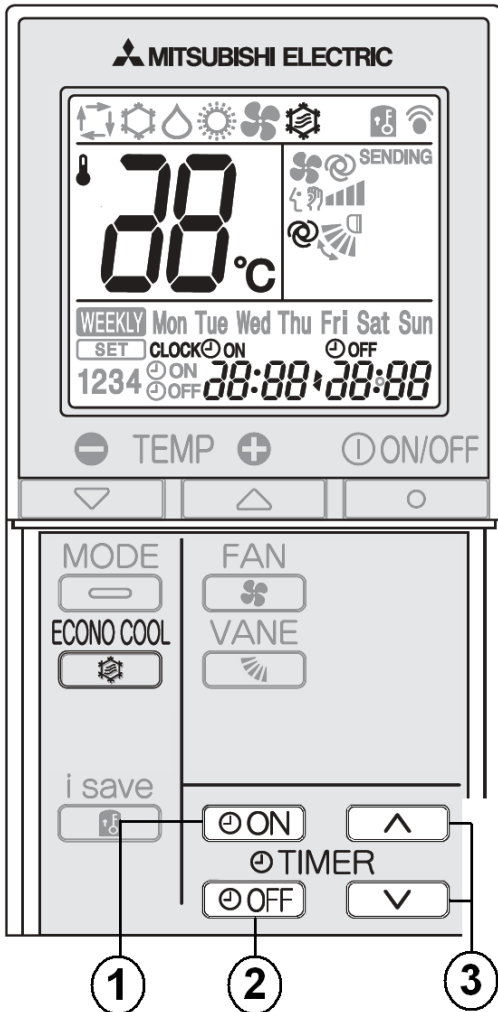 MITSUBISHI ELECTRIC
SENDING
88°C
WEEKLY Mon Tue Wed Thu Fri Sat Sun
SET CLOCK ON OFF
1234 ON OFF 88:88 88:88
TEMP ON/OFF
MODE FAN
ECONO COOL VANE
i save
ON
TIMER
OFF
1 2 3